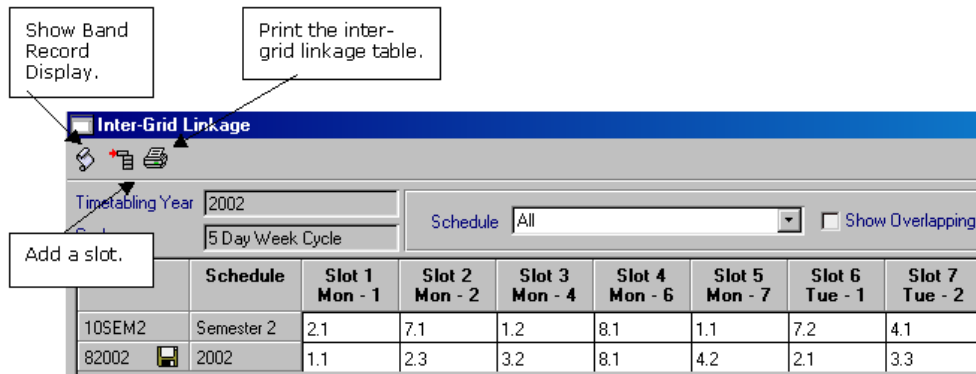 Show Band
Record
Display.
Print the inter-
grid linkage table.
Inter-Grid Linkage
Timetabling Year 2002
Schedule All Show Overlapping
5 Day Week Cycle
Add a slot.
Schedule Slot 1 Slot 2 Slot 3 Slot 4 Slot 5 Slot 6 Slot 7
Mon - 1 Mon - 2 Mon - 4 Mon - 6 Mon - 7 Tue - 1 Tue - 2
10SEM2 Semester 2 2.1 7.1 1.2 8.1 1.1 7.2 4.1
82002 2002 1.1 2.3 3.2 8.1 4.2 2.1 3.3